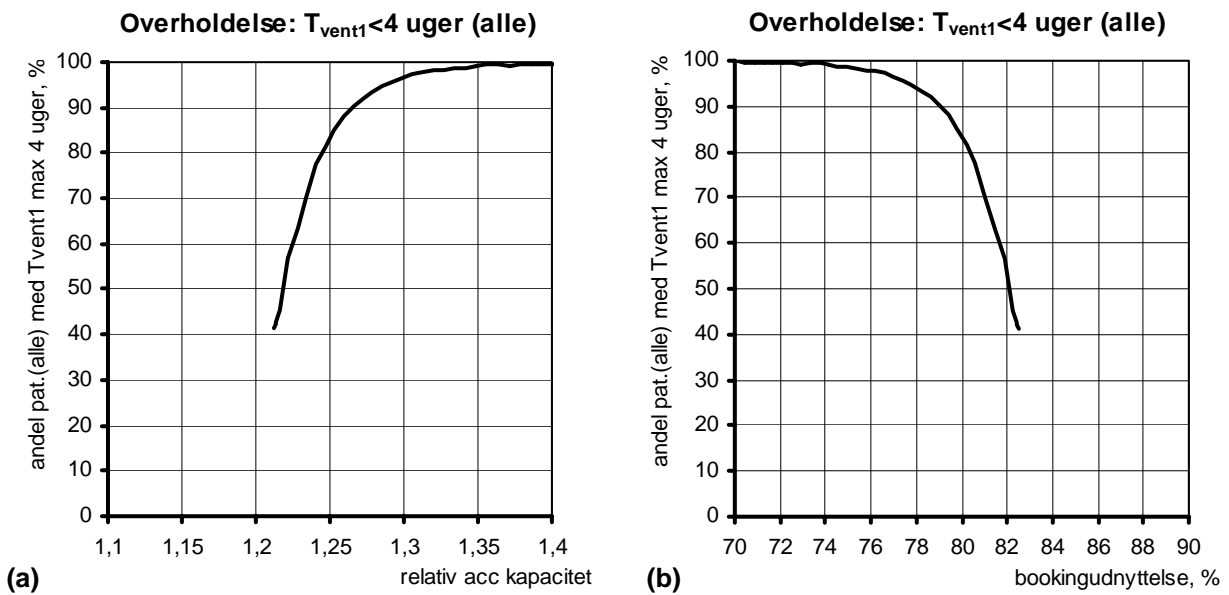 Overholdelse: Tvent1<4 uger (alle)
andel pat.(alle) med Tvent1 max 4 uger, %
100
90
80
70
60
50
40
30
20
10
0
1,1 1,15 1,2 1,25 1,3 1,35 1,4
relativ acc kapacitet
(a)
Overholdelse: Tvent1<4 uger (alle)
andel pat.(alle) med Tvent1 max 4 uger, %
100
90
80
70
60
50
40
30
20
10
0
70 72 74 76 78 80 82 84 86 88 90
bookingudnyttelse, %
(b)